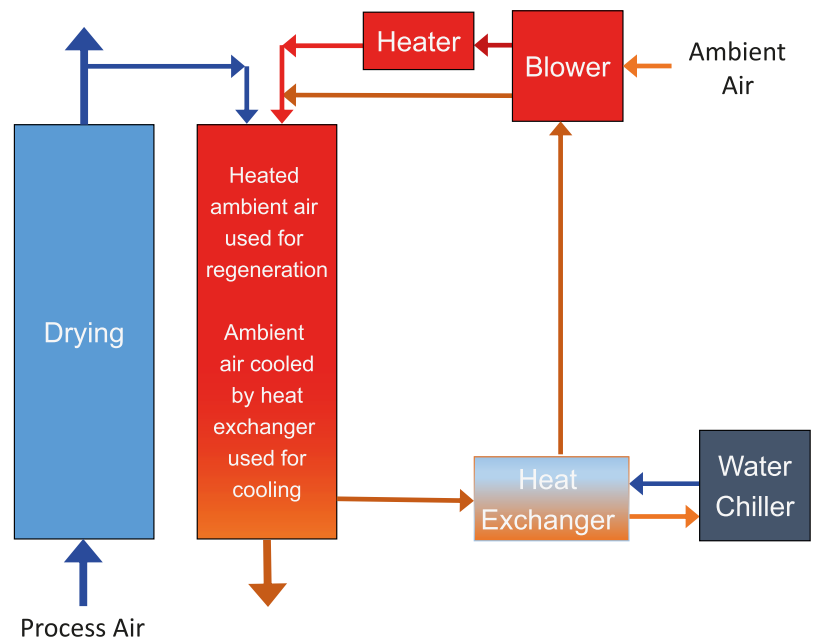 Heater
Blower
Ambient
Air
Heated
ambient air
used for
regeneration
Ambient
air cooled
by heat
exchanger
used for
cooling
Drying
Heat
Exchanger
Water
Chiller
Process Air